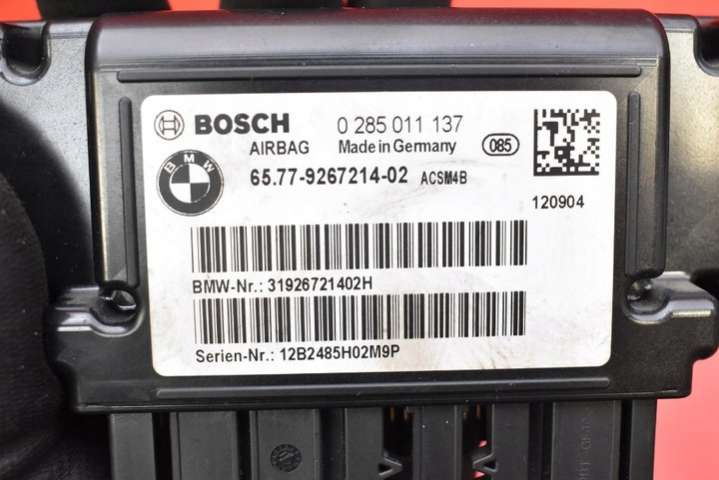 BOSCH 0 285 011 137
AIRBAG Made in Germany 085
BMW
65.77-9267214-02 ACSM4B
120904
BMW-Nr.: 31926721402H
Serien-Nr.: 12B2485H02M9P